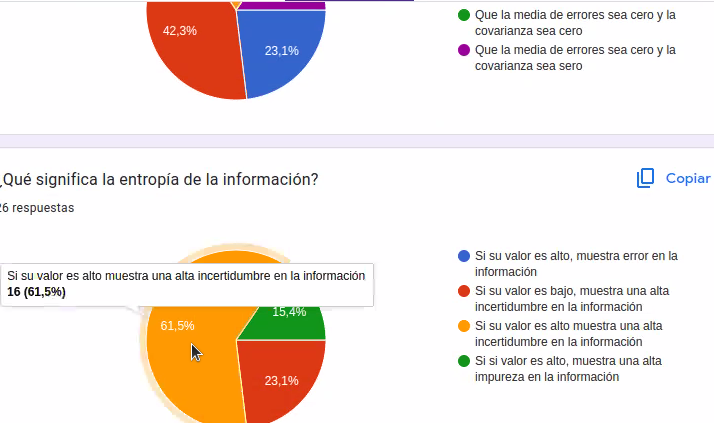 42,3%
23,1%
Que la media de errores sea cero y la
covarianza sea cero
Que la media de errores sea cero y la
covarianza sea sero
¿Qué significa la entropía de la información?
26 respuestas
Copiar
Si su valor es alto muestra una alta incertidumbre en la información
16 (61,5%)
61,5%
15,4%
23,1%
Si su valor es alto, muestra error en la
información
Si su valor es bajo, muestra una alta
incertidumbre en la información
Si su valor es alto muestra una alta
incertidumbre en la información
Si si valor es alto, muestra una alta
impureza en la información